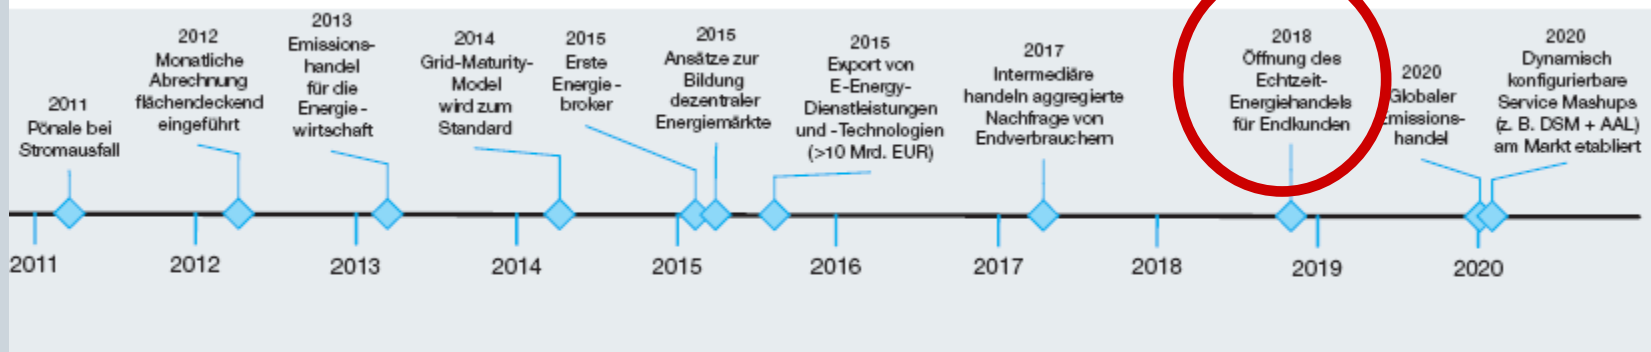 2011
Pönale bei
Stromausfall
2012
Monatliche
Abrechnung
flächendeckend
eingeführt
2013
Emissions-
handel
für die
Energie-
wirtschaft
2014
Grid-Maturity-
Model
wird zum
Standard
2015
Erste
Energie-
broker
2015
Ansätze zur
Bildung
dezentraler
Energiemärkte
2015
Export von
E-Energy-
Dienstleistungen
und -Technologien
(>10 Mrd. EUR)
2017
Intermediäre
handeln aggregierte
Nachfrage von
Endverbrauchern
2018
Öffnung des
Echtzeit-
Energiehandels
für Endkunden
2020
Globaler
Emissions-
handel
2020
Dynamisch
konfigurierbare
Service Mashups
(z. B. DSM + AAL)
am Markt etabliert
2011 2012 2013 2014 2015 2016 2017 2018 2019 2020